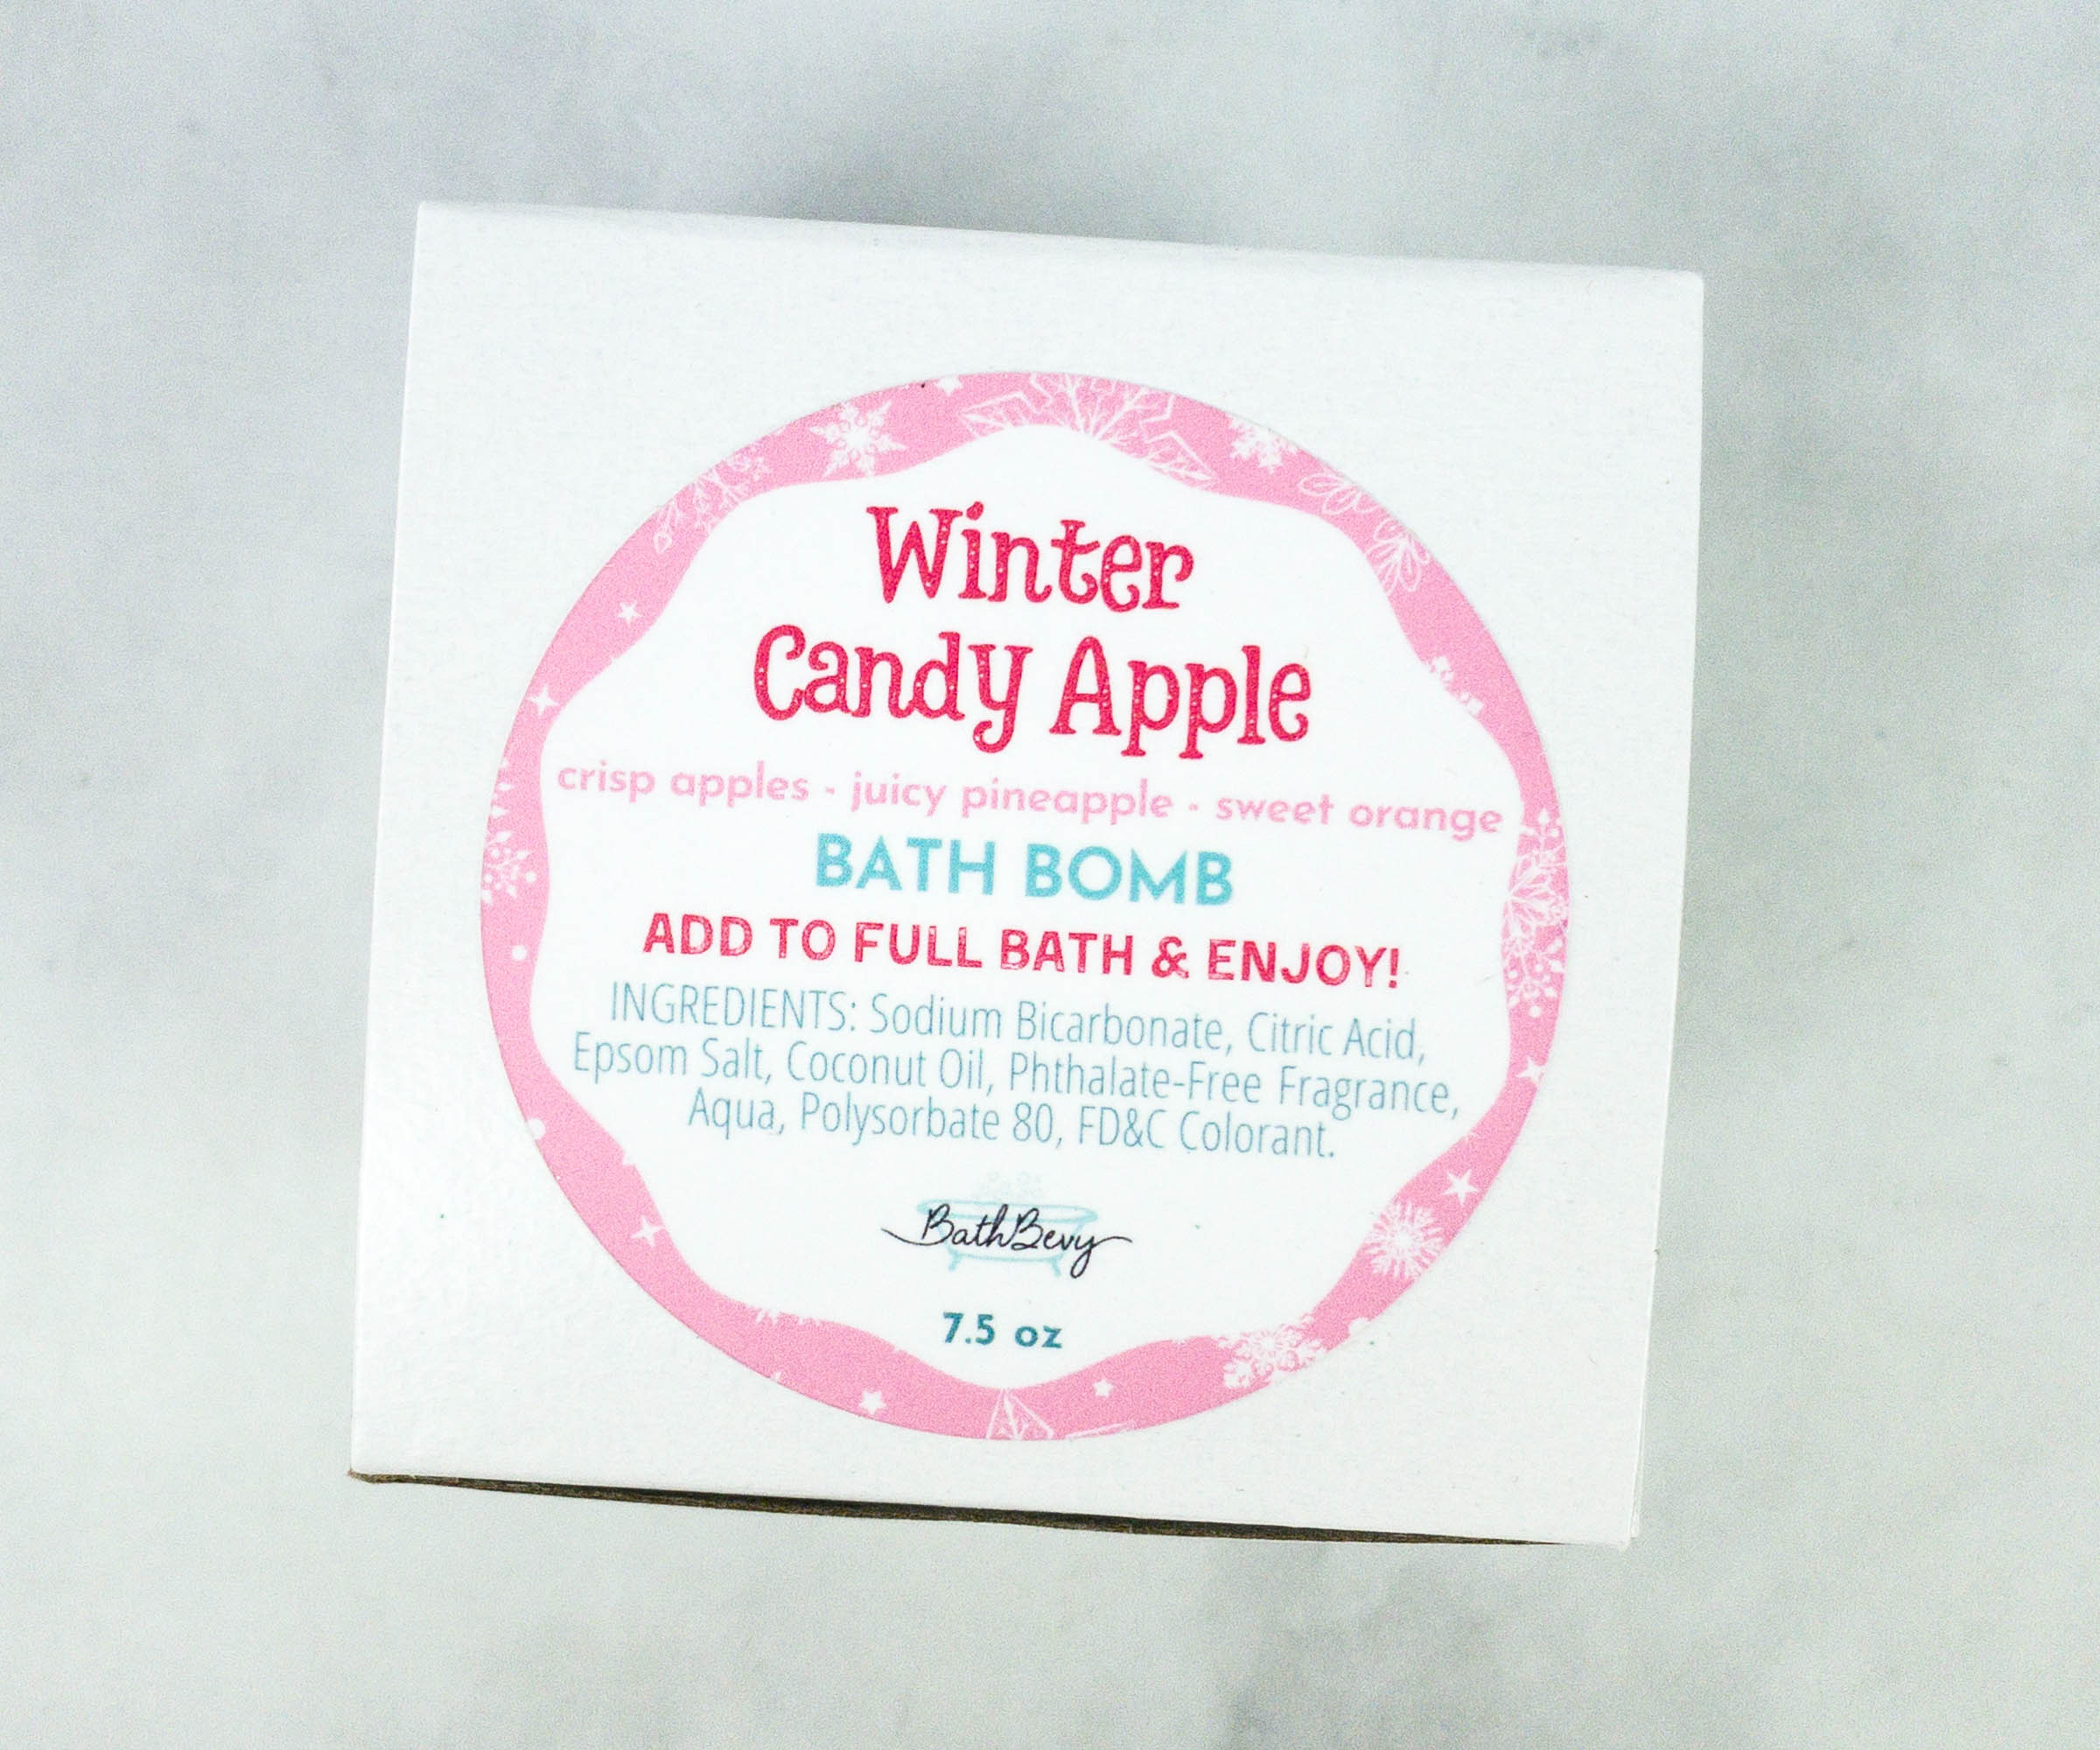 Winter
Candy Apple
crisp apples - juicy pineapple - sweet orange
BATH BOMB
ADD TO FULL BATH & ENJOY!
INGREDIENTS: Sodium Bicarbonate, Citric Acid,
Epsom Salt, Coconut Oil, Phthalate-Free Fragrance,
Aqua, Polysorbate 80, FD&C Colorant.
BathBevy
7.5 oz